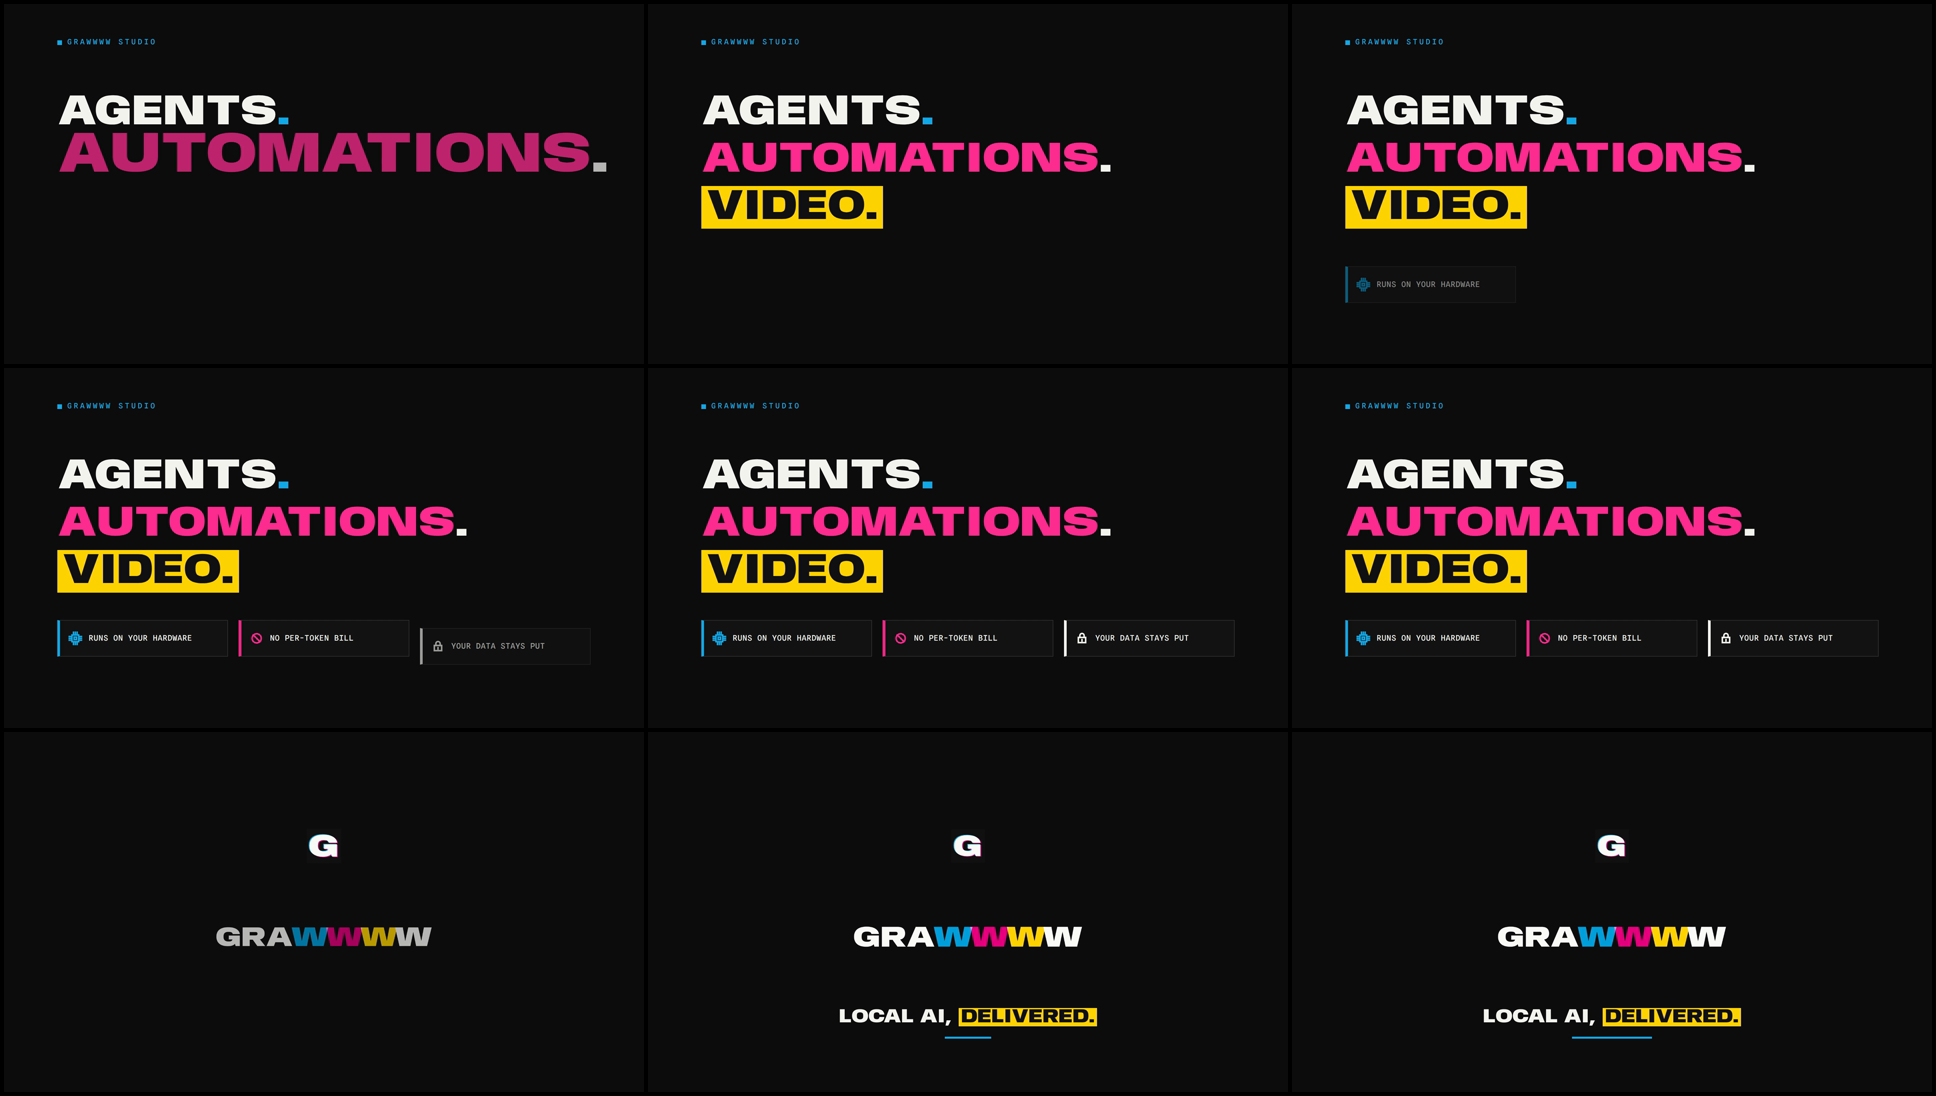 GRAWWWW STUDIO
AGENTS.
AUTOMATIONS.
GRAWWWW STUDIO
AGENTS.
AUTOMATIONS.
VIDEO.
GRAWWWW STUDIO
AGENTS.
AUTOMATIONS.
VIDEO.
RUNS ON YOUR HARDWARE
GRAWWWW STUDIO
AGENTS.
AUTOMATIONS.
VIDEO.
RUNS ON YOUR HARDWARE
NO PER-TOKEN BILL
YOUR DATA STAYS PUT
GRAWWWW STUDIO
AGENTS.
AUTOMATIONS.
VIDEO.
RUNS ON YOUR HARDWARE
NO PER-TOKEN BILL
YOUR DATA STAYS PUT
GRAWWWW STUDIO
AGENTS.
AUTOMATIONS.
VIDEO.
RUNS ON YOUR HARDWARE
NO PER-TOKEN BILL
YOUR DATA STAYS PUT
G
GRAWWWW
G
GRAWWWW
LOCAL AI, DELIVERED.
G
GRAWWWW
LOCAL AI, DELIVERED.